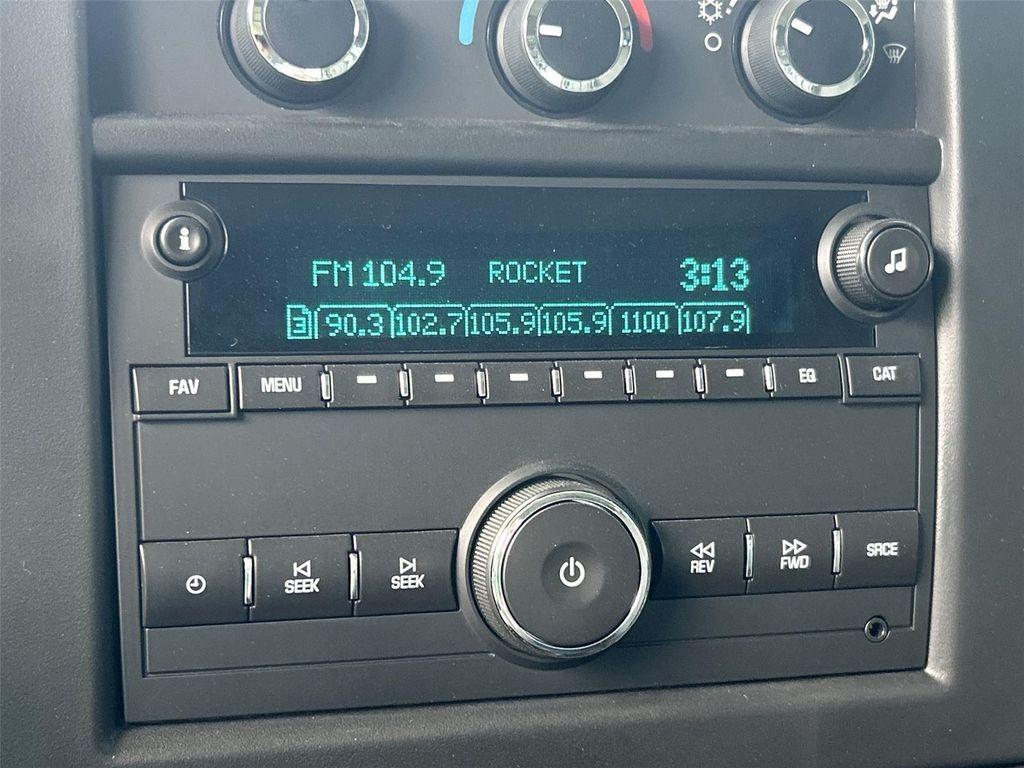 i
FM 104.9 ROCKET 3:13
3 90.3 102.7 105.9 105.9 1100 107.9
FAV MENU EQ CAT
SEEK SEEK REV FWD SRCE